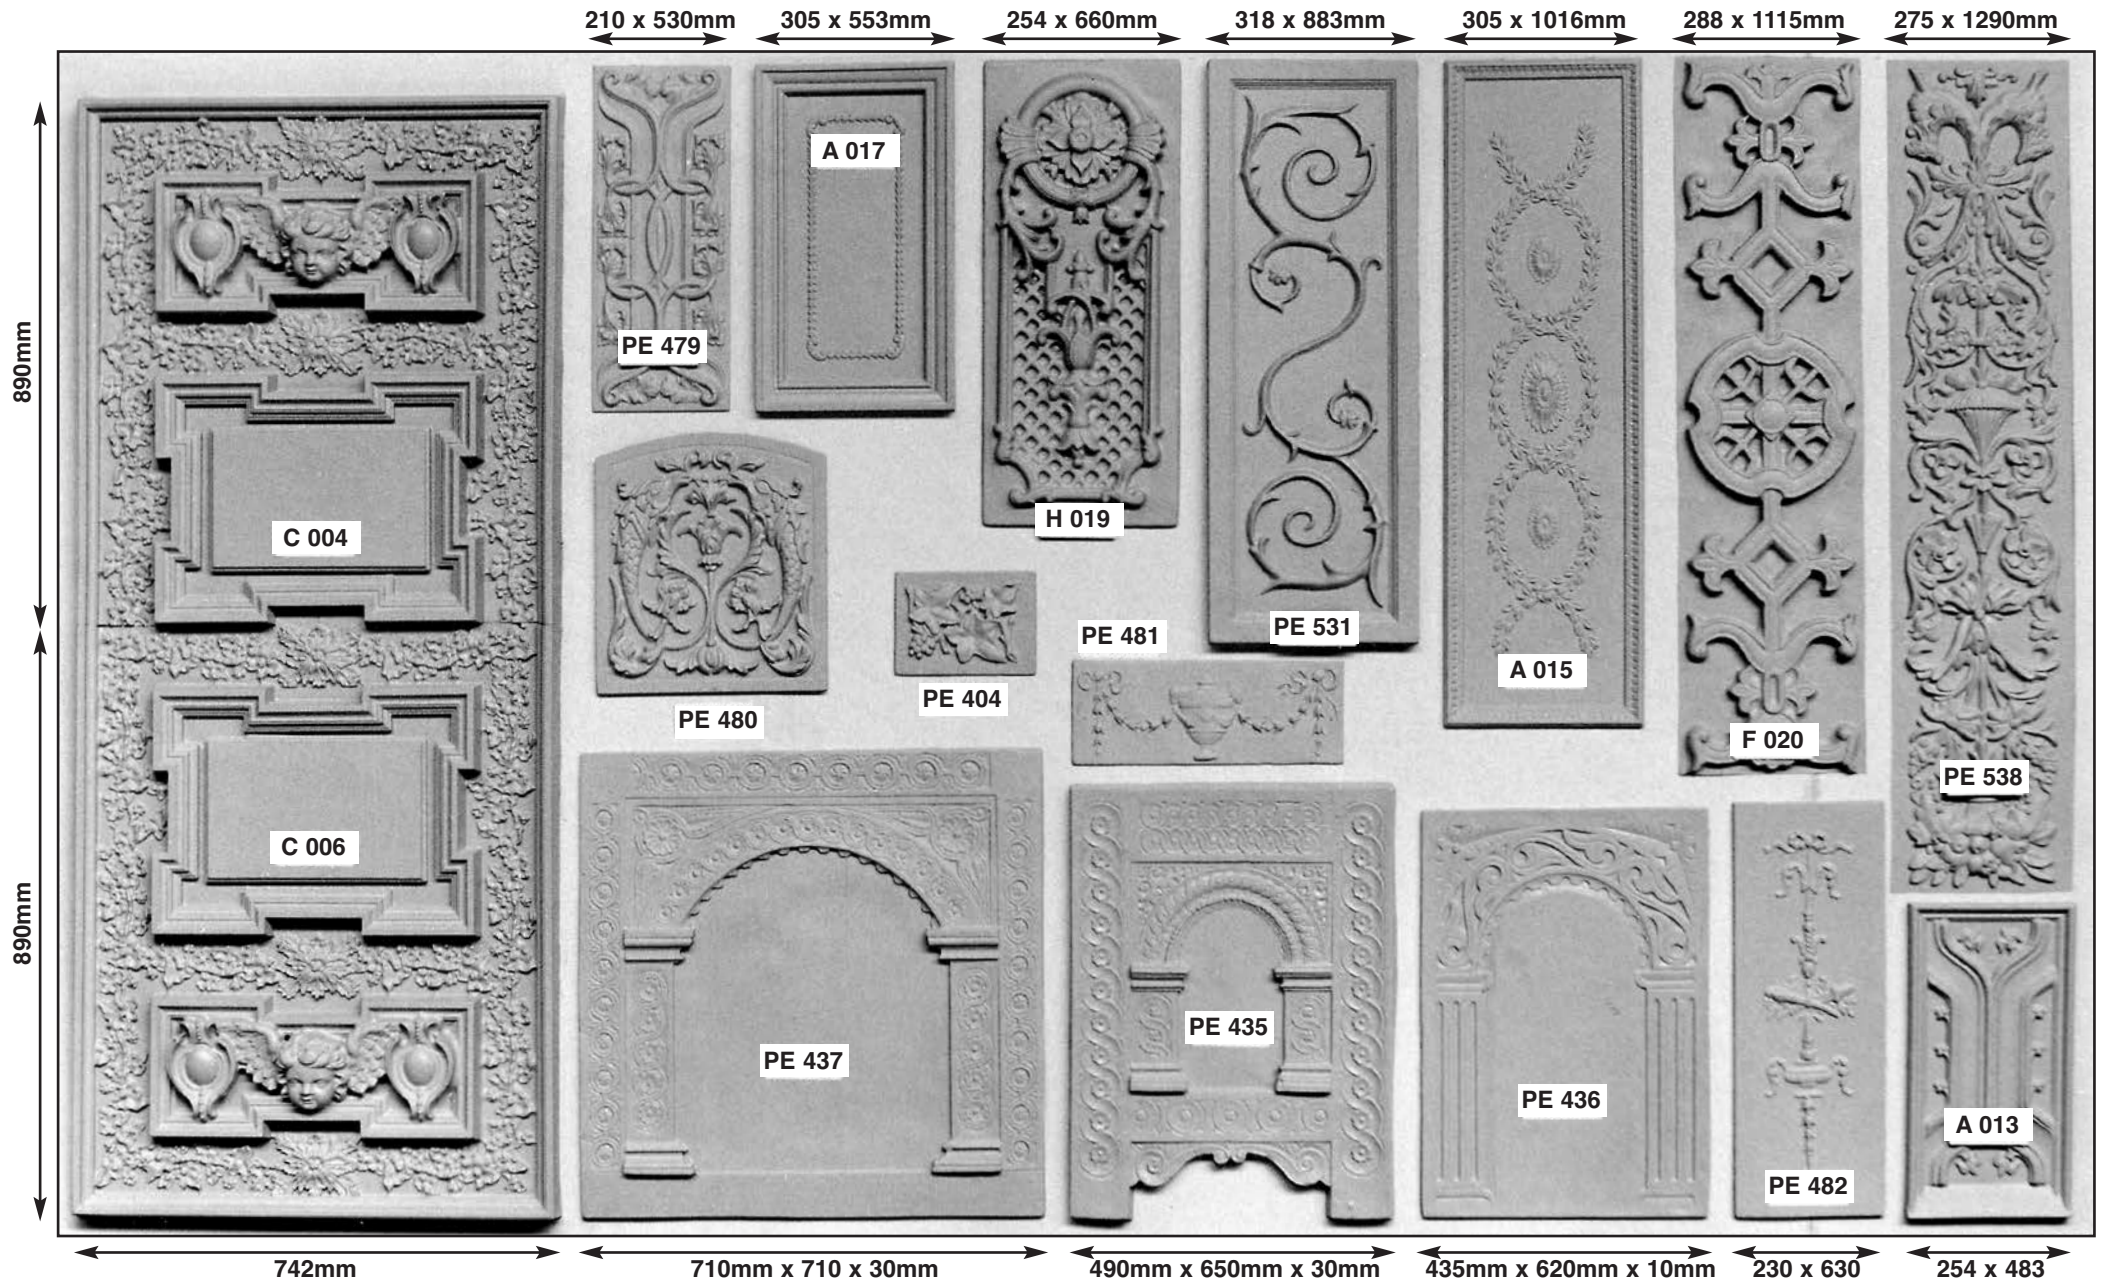 210 x 530mm
305 x 553mm
254 x 660mm
318 x 883mm
305 x 1016mm
288 x 1115mm
275 x 1290mm
890mm
890mm
A 017
PE 479
C 004
H 019
PE 531
PE 481
A 015
PE 404
PE 480
F 020
PE 538
C 006
PE 435
PE 437
PE 436
A 013
PE 482
742mm
710mm x 710 x 30mm
490mm x 650mm x 30mm
435mm x 620mm x 10mm
230 x 630
254 x 483